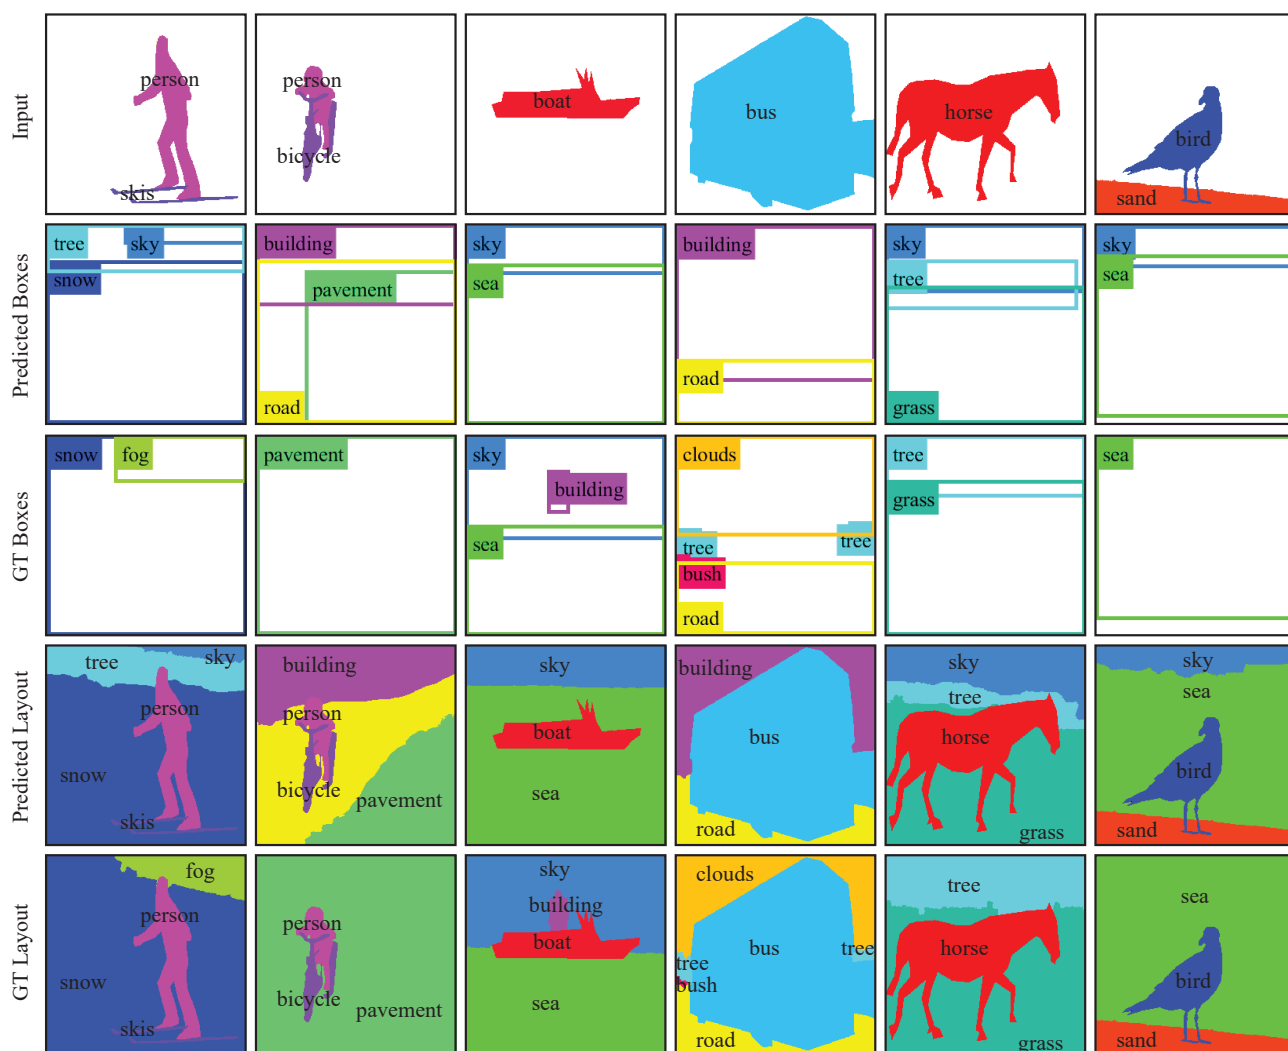 Input
person
skis
person
bicycle
boat
bus
horse
bird
sand
Predicted Boxes
tree
sky
snow
building
pavement
road
sky
sea
building
road
sky
tree
grass
sky
sea
GT Boxes
snow
fog
pavement
sky
building
sea
clouds
tree
tree
bush
road
tree
grass
sea
Predicted Layout
tree
sky
person
snow
skis
building
person
bicycle
pavement
sky
boat
sea
building
bus
road
sky
tree
horse
grass
sky
sea
bird
sand
GT Layout
fog
person
snow
skis
person
bicycle
pavement
sky
building
boat
sea
clouds
bus
tree
tree
bush
road
tree
horse
grass
sea
bird
sand